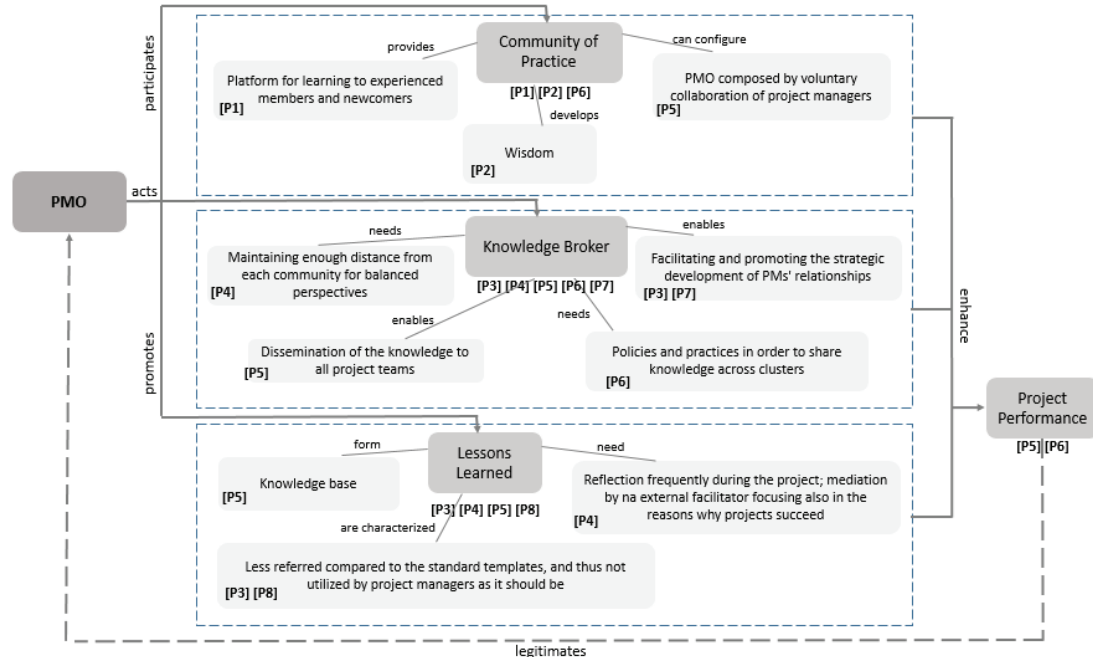 participates
provides
Community of
Practice
can configure
Platform for learning to experienced
members and newcomers
[P1]
[P1] [P2] [P6]
PMO composed by voluntary
collaboration of project managers
[P5]
develops
Wisdom
[P2]
PMO
acts
needs
Knowledge Broker
enables
Maintaining enough distance from
each community for balanced
perspectives
[P4]
[P3] [P4] [P5] [P6] [P7]
Facilitating and promoting the strategic
development of PMs' relationships
[P3] [P7]
enables
needs
Dissemination of the knowledge to
all project teams
[P5]
Policies and practices in order to share
knowledge across clusters
[P6]
enhance
promotes
Project
Performance
[P5] [P6]
form
Lessons
Learned
need
Knowledge base
[P5]
[P3] [P4] [P5] [P8]
Reflection frequently during the project; mediation
by na external facilitator focusing also in the
reasons why projects succeed
[P4]
are characterized
Less referred compared to the standard templates, and thus not
utilized by project managers as it should be
[P3] [P8]
legitimates